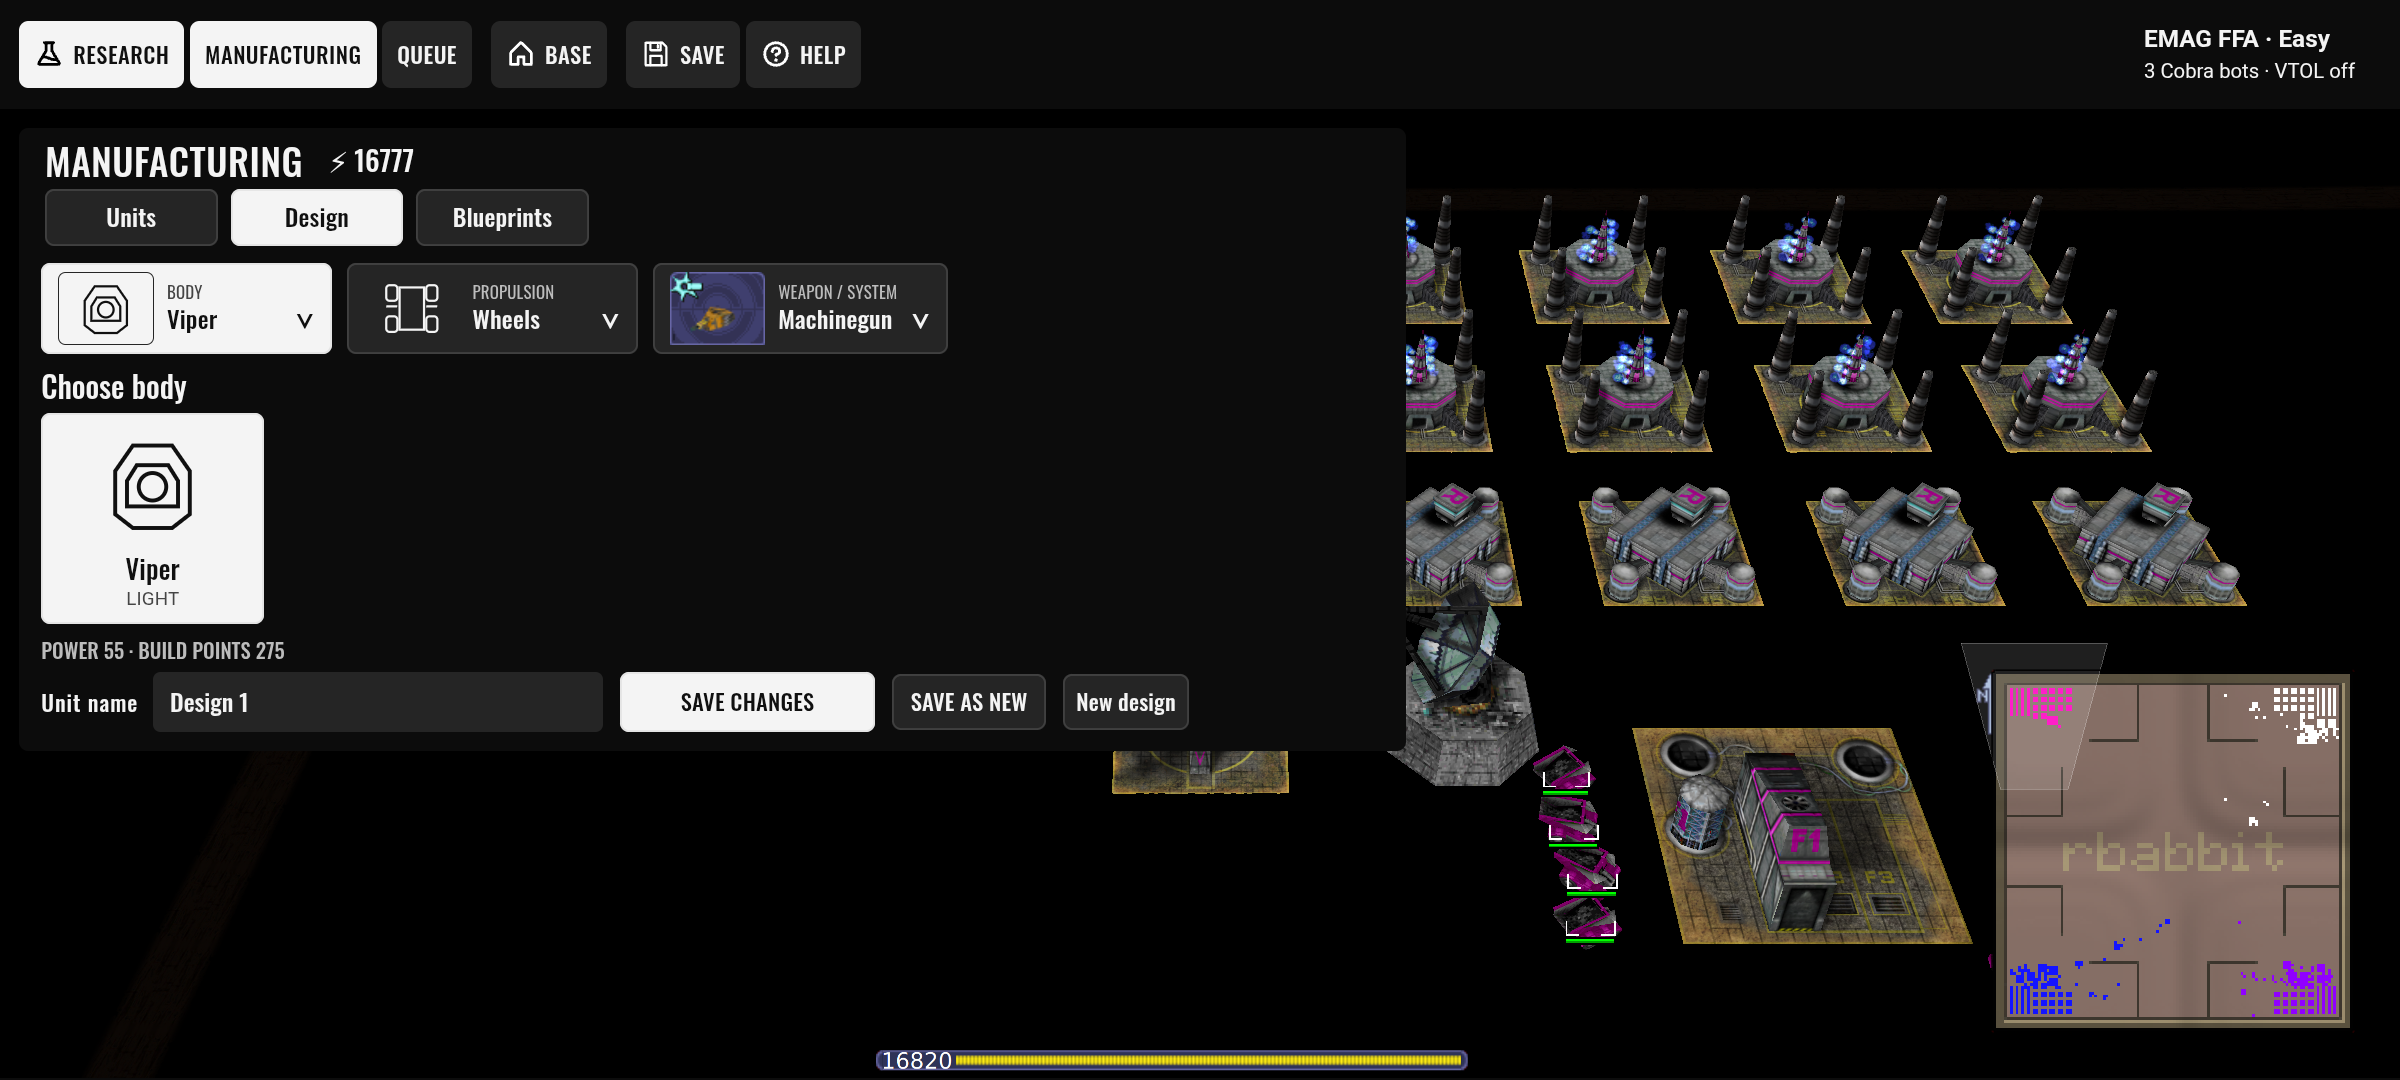 RESEARCH
MANUFACTURING
QUEUE
BASE
SAVE
HELP
EMAG FFA · Easy
3 Cobra bots · VTOL off
MANUFACTURING
⚡ 16777
Units
Design
Blueprints
BODY
Viper
PROPULSION
Wheels
WEAPON / SYSTEM
Machinegun
Choose body
Viper
LIGHT
POWER 55 · BUILD POINTS 275
Unit name
Design 1
SAVE CHANGES
SAVE AS NEW
New design
R
R
R
R
F1
F3
N
rbabbit
16820